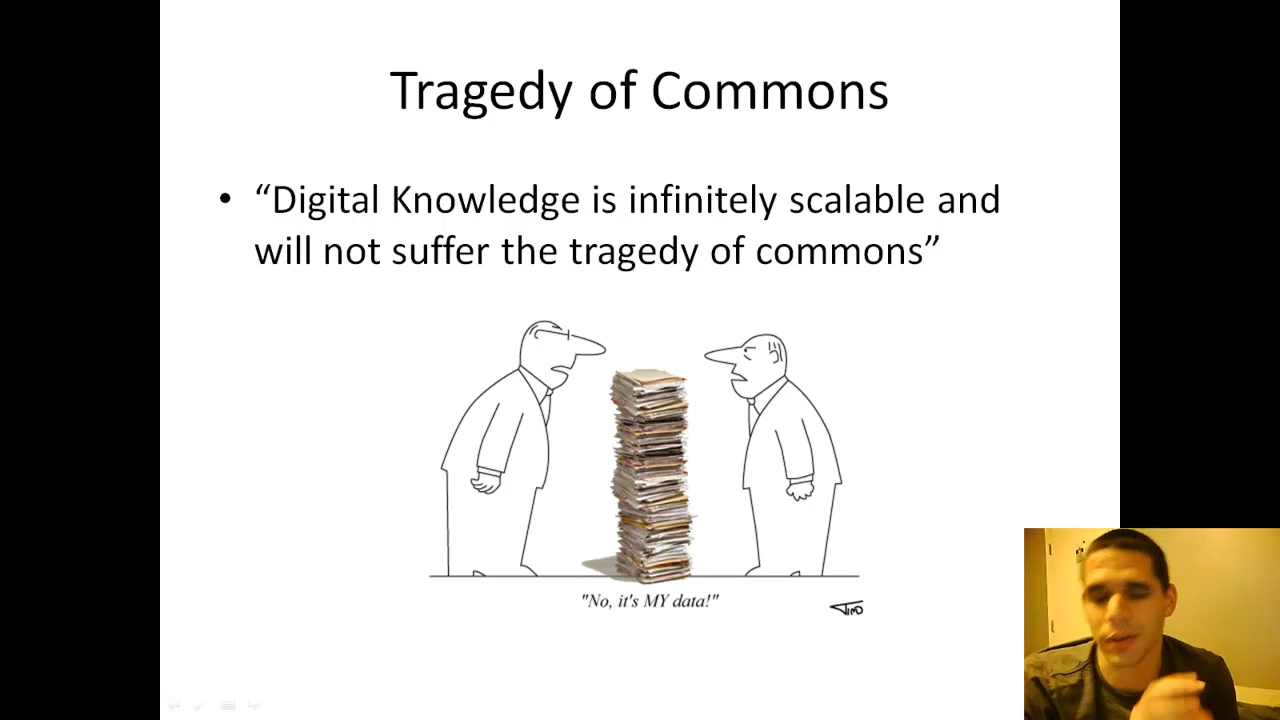 Tragedy of Commons
• “Digital Knowledge is infinitely scalable and
will not suffer the tragedy of commons”
"No, it's MY data!"
TIMO